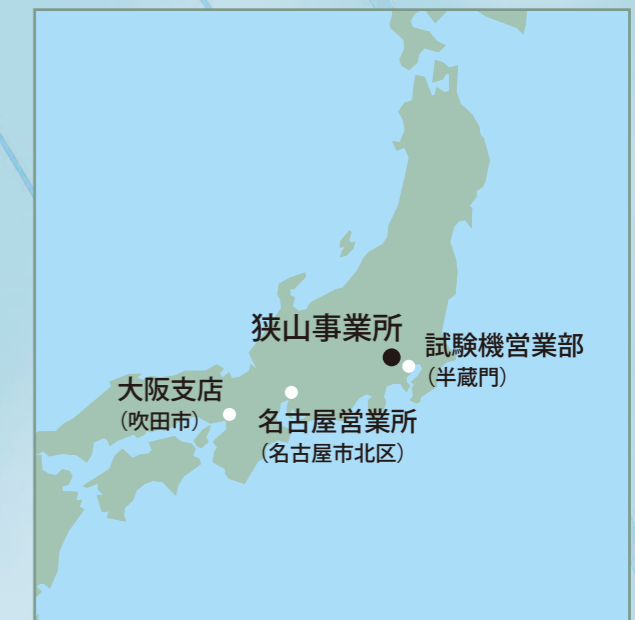 狭山事業所
試験機営業部
（半蔵門）
大阪支店
（吹田市）
名古屋営業所
（名古屋市北区）